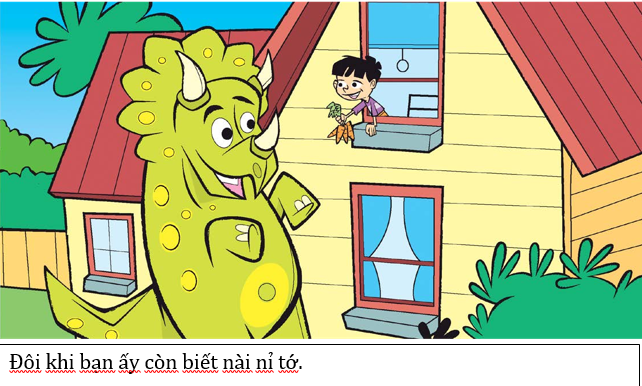 Đôi khi bạn ấy còn biết nài nỉ tớ.